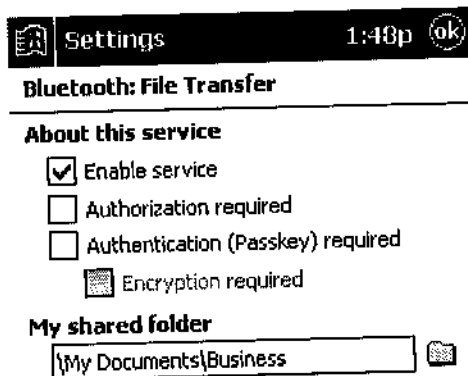 Settings 1:48p ok
Bluetooth: File Transfer
About this service
Enable service
Authorization required
Authentication (Passkey) required
Encryption required
My shared folder
\My Documents\Business